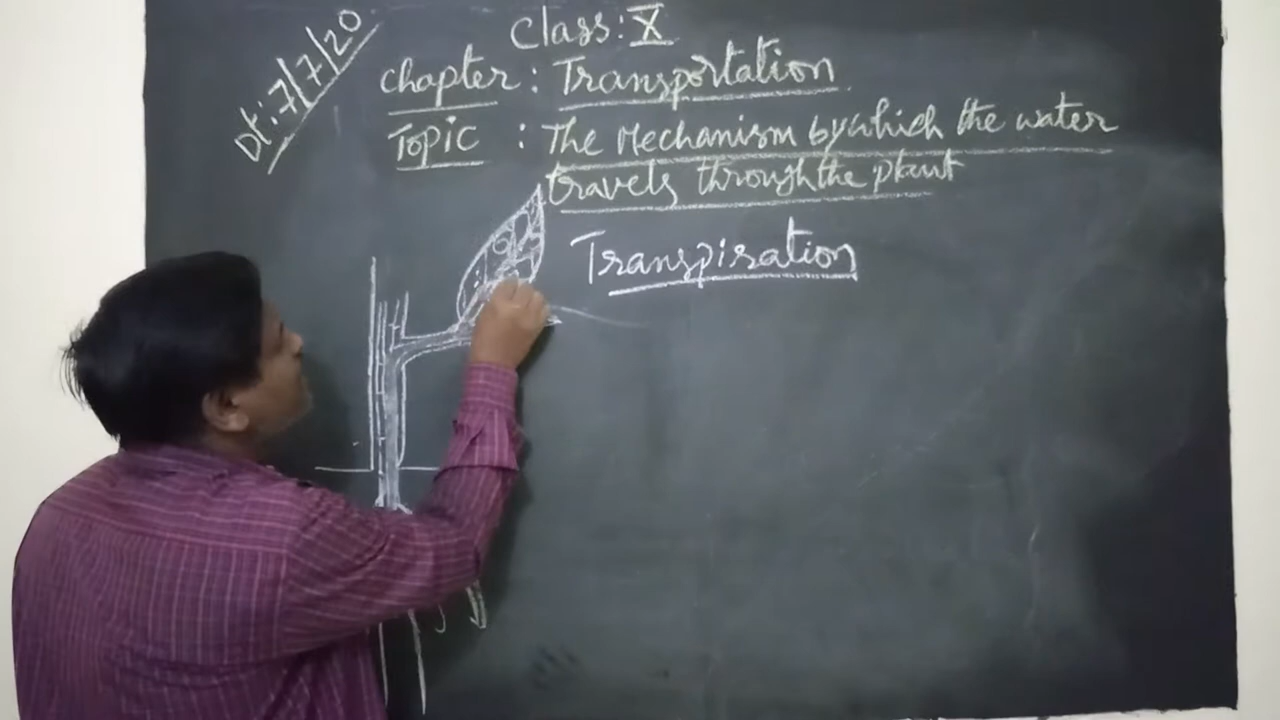 Dt:7/7/20
Class: X
Chapter : Transportation
Topic : The Mechanism by which the water
travels through the plant
Transpiration